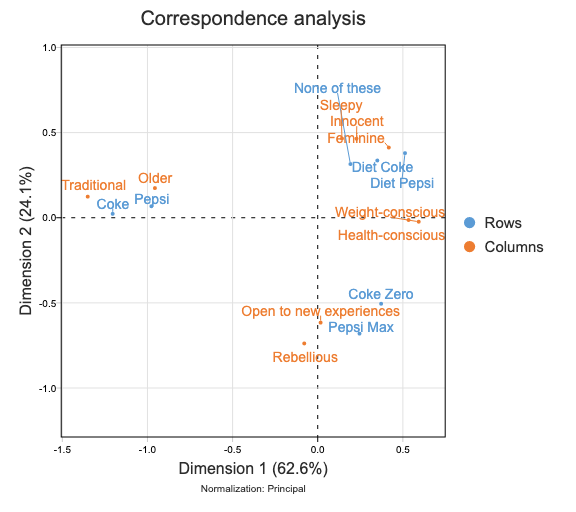 Correspondence analysis
1.0
None of these
Sleepy
Innocent
0.5
Feminine
Diet Coke
Older
Traditional
Diet Pepsi
Pepsi
Coke
Weight-conscious
0.0
Rows
Health-conscious
Columns
Dimension 2 (24.1%)
Coke Zero
-0.5
Open to new experiences
Pepsi Max
Rebellious
-1.0
-1.5 -1.0 -0.5 0.0 0.5
Dimension 1 (62.6%)
Normalization: Principal